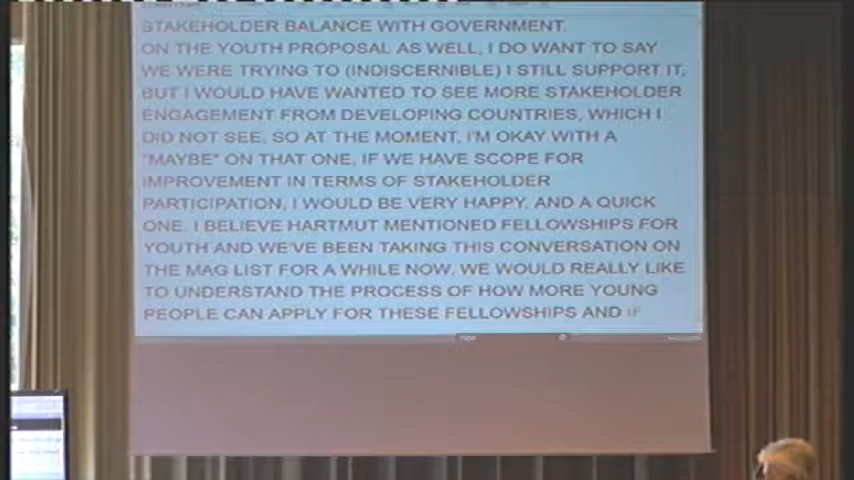 STAKEHOLDER BALANCE WITH GOVERNMENT.
ON THE YOUTH PROPOSAL AS WELL, I DO WANT TO SAY
WE WERE TRYING TO (INDISCERNIBLE) I STILL SUPPORT IT,
BUT I WOULD HAVE WANTED TO SEE MORE STAKEHOLDER
ENGAGEMENT FROM DEVELOPING COUNTRIES, WHICH I
DID NOT SEE, SO AT THE MOMENT, I'M OKAY WITH A
"MAYBE" ON THAT ONE, IF WE HAVE SCOPE FOR
IMPROVEMENT IN TERMS OF STAKEHOLDER
PARTICIPATION, I WOULD BE VERY HAPPY. AND A QUICK
ONE, I BELIEVE HARTMUT MENTIONED FELLOWSHIPS FOR
YOUTH AND WE'VE BEEN TAKING THIS CONVERSATION ON
THE MAG LIST FOR A WHILE NOW. WE WOULD REALLY LIKE
TO UNDERSTAND THE PROCESS OF HOW MORE YOUNG
PEOPLE CAN APPLY FOR THESE FELLOWSHIPS AND IF